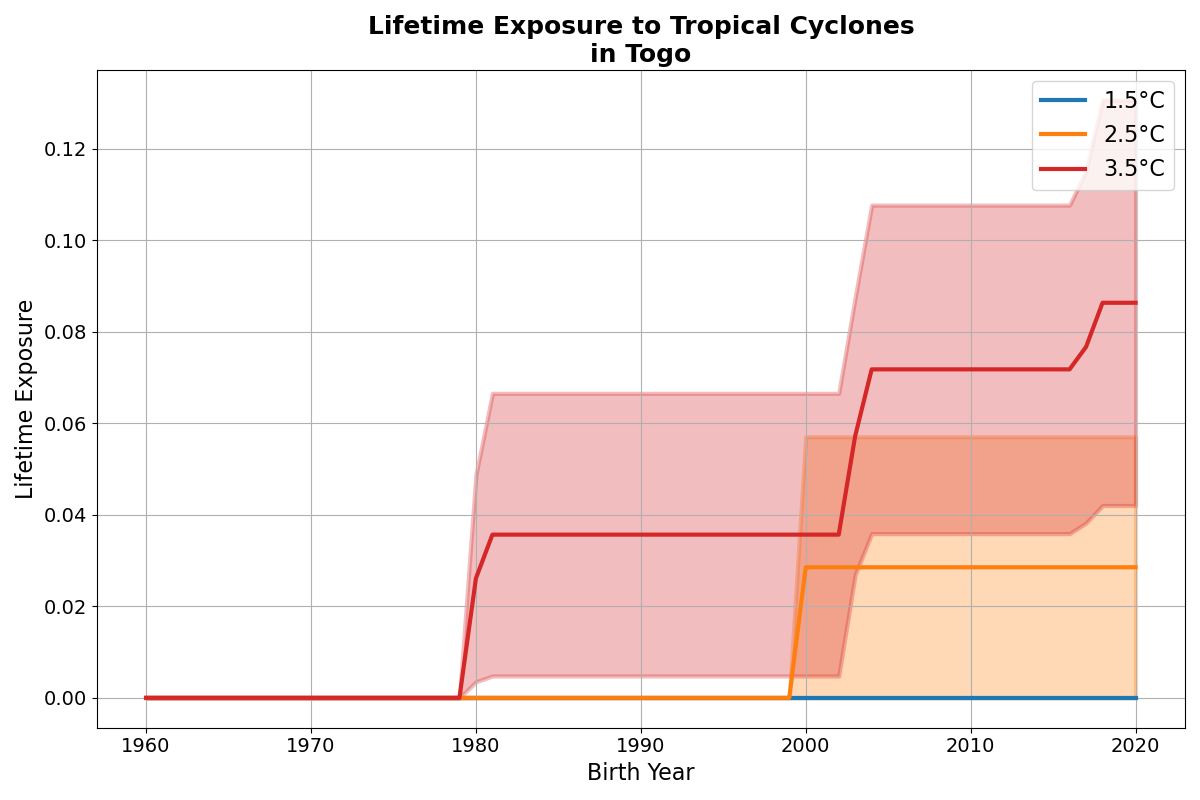 Lifetime Exposure to Tropical Cyclones
in Togo
1.5°C
2.5°C
3.5°C
Lifetime Exposure
0.12
0.10
0.08
0.06
0.04
0.02
0.00
1960
1970
1980
1990
2000
2010
2020
Birth Year